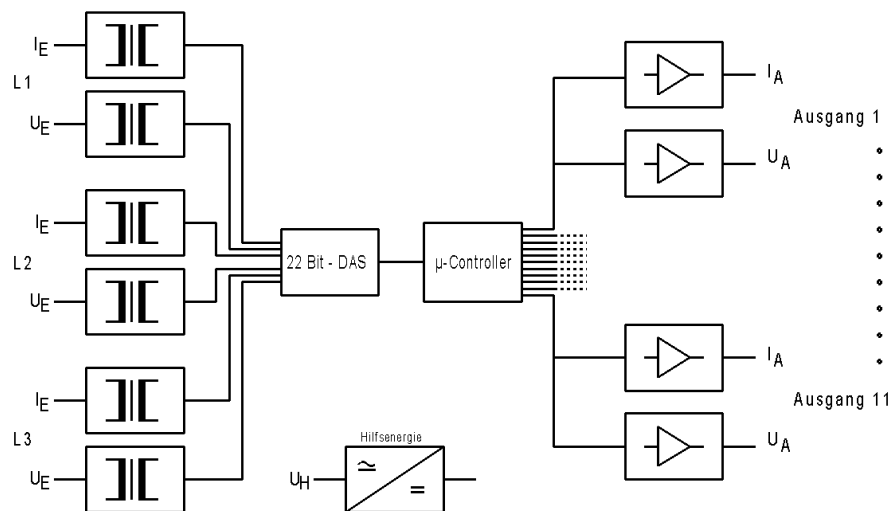 I_E
L1
U_E
I_E
L2
U_E
I_E
L3
U_E
22 Bit - DAS
µ-Controller
Hilfsenergie
U_H
≃
=
I_A
Ausgang 1
U_A
I_A
Ausgang 11
U_A